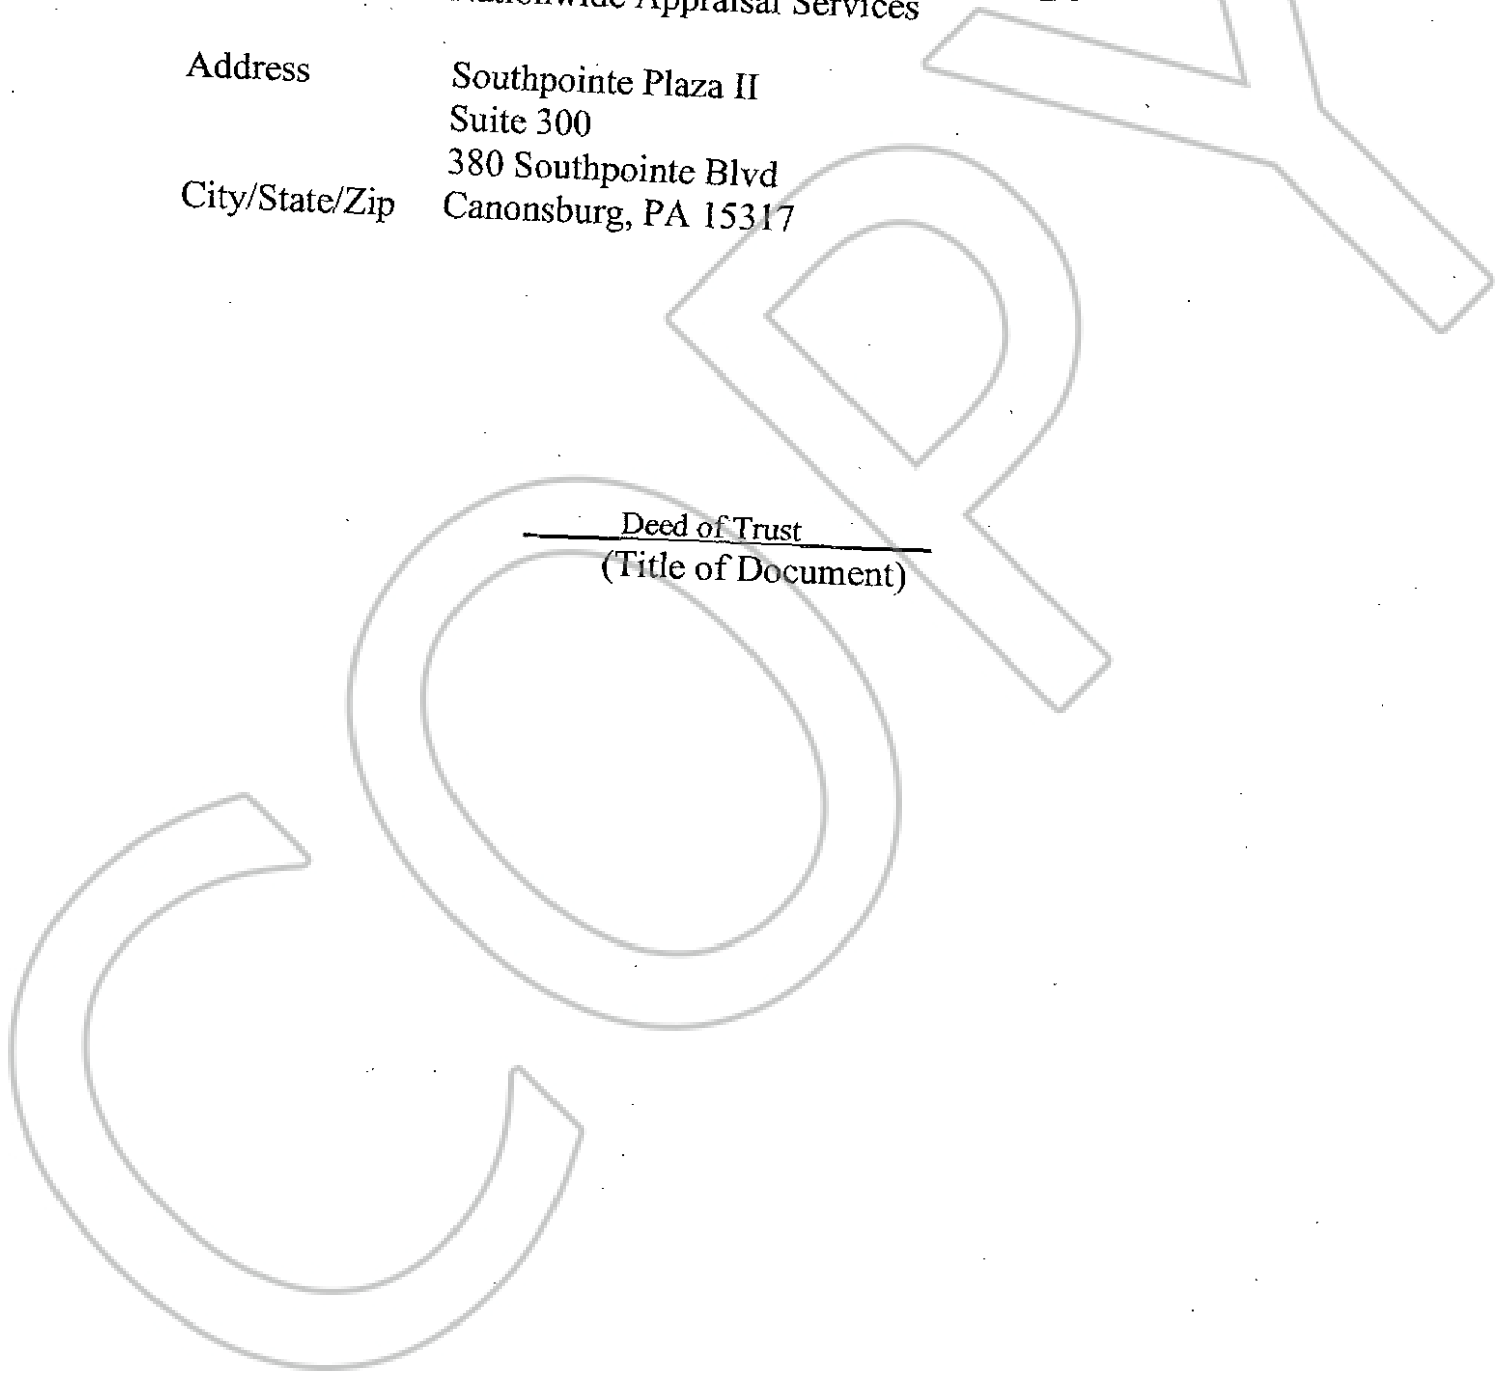 Nationwide Appraisal Services
Address Southpointe Plaza II
Suite 300
380 Southpointe Blvd
City/State/Zip Canonsburg, PA 15317
Deed of Trust
(Title of Document)
COPY